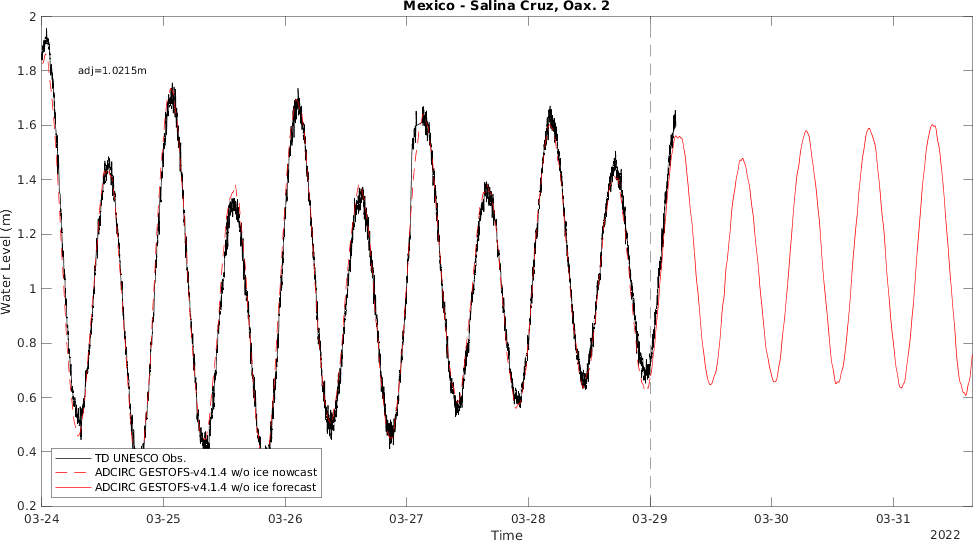 Mexico - Salina Cruz, Oax. 2
2
1.8
1.6
1.4
1.2
1
0.8
0.6
0.4
0.2
Water Level (m)
adj=1.0215m
TD UNESCO Obs.
ADCIRC GESTOFS-v4.1.4 w/o ice nowcast
ADCIRC GESTOFS-v4.1.4 w/o ice forecast
03-24 03-25 03-26 03-27 03-28 03-29 03-30 03-31
Time
2022